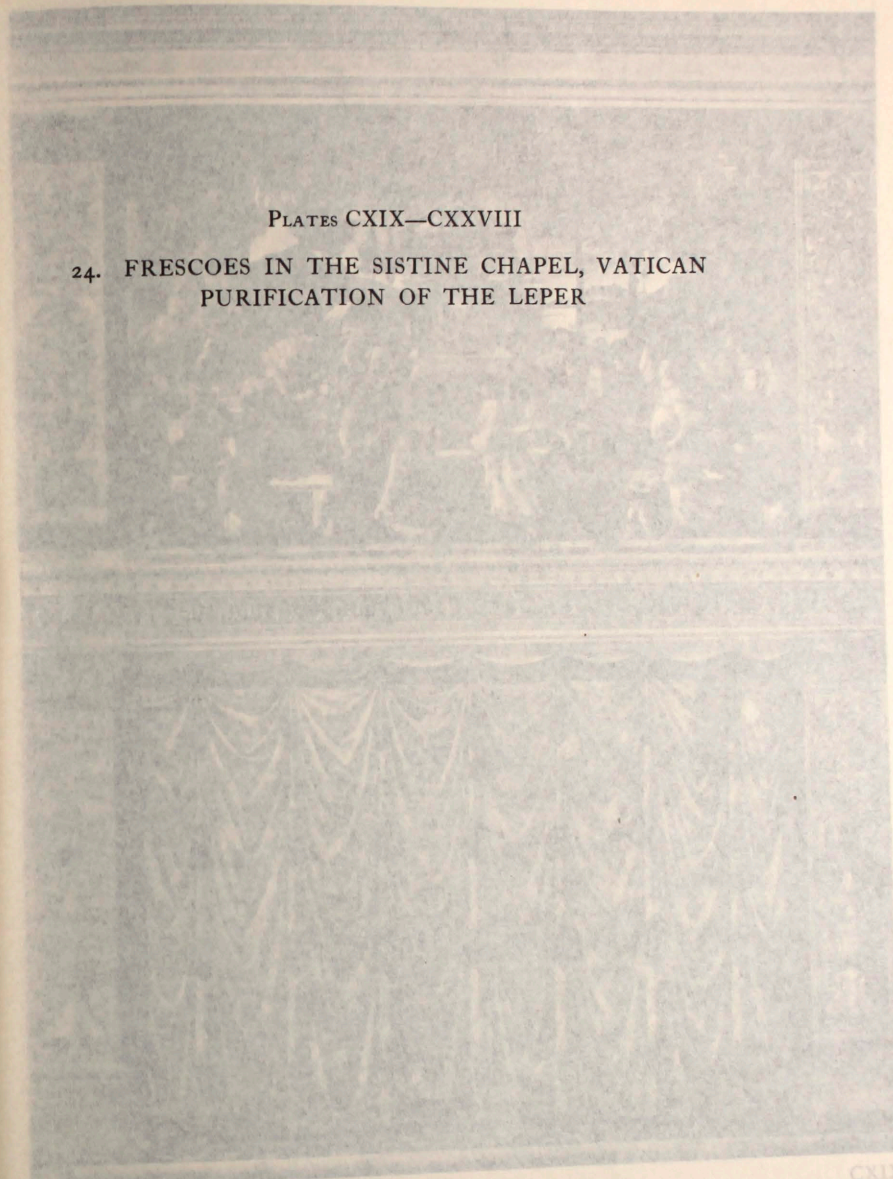 Plates CXIX—CXXVIII
24. FRESCOES IN THE SISTINE CHAPEL, VATICAN
PURIFICATION OF THE LEPER